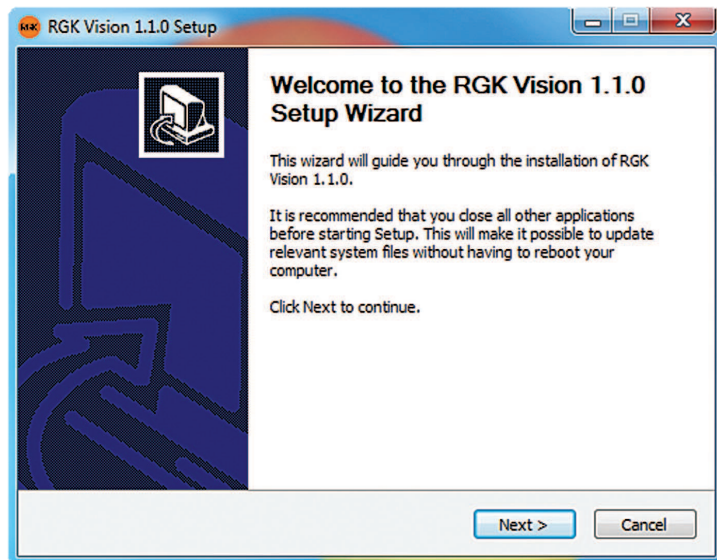 RGK RGK Vision 1.1.0 Setup
Welcome to the RGK Vision 1.1.0
Setup Wizard
This wizard will guide you through the installation of RGK
Vision 1.1.0.
It is recommended that you close all other applications
before starting Setup. This will make it possible to update
relevant system files without having to reboot your
computer.
Click Next to continue.
Next > Cancel